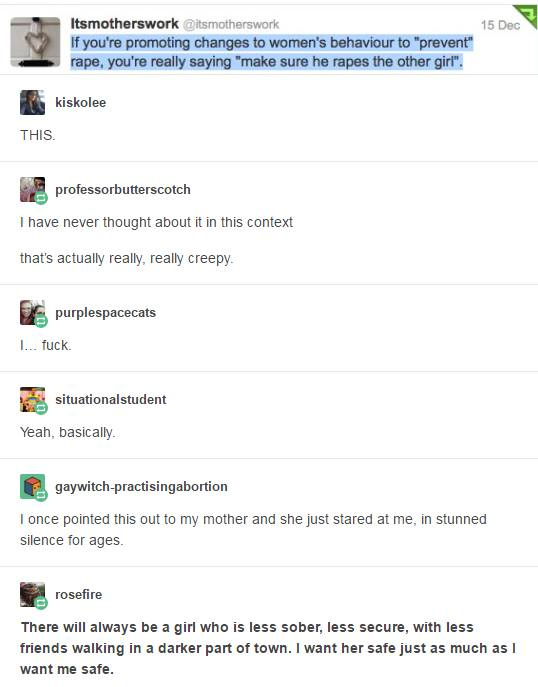 Itsmotherswork @itsmotherswork 15 Dec
If you're promoting changes to women's behaviour to "prevent"
rape, you're really saying "make sure he rapes the other girl".
kiskolee
THIS.
professorbutterscotch
I have never thought about it in this context
that's actually really, really creepy.
purplespacecats
I... fuck.
situationalstudent
Yeah, basically.
gaywitch-practisingabortion
I once pointed this out to my mother and she just stared at me, in stunned
silence for ages.
rosefire
There will always be a girl who is less sober, less secure, with less
friends walking in a darker part of town. I want her safe just as much as I
want me safe.